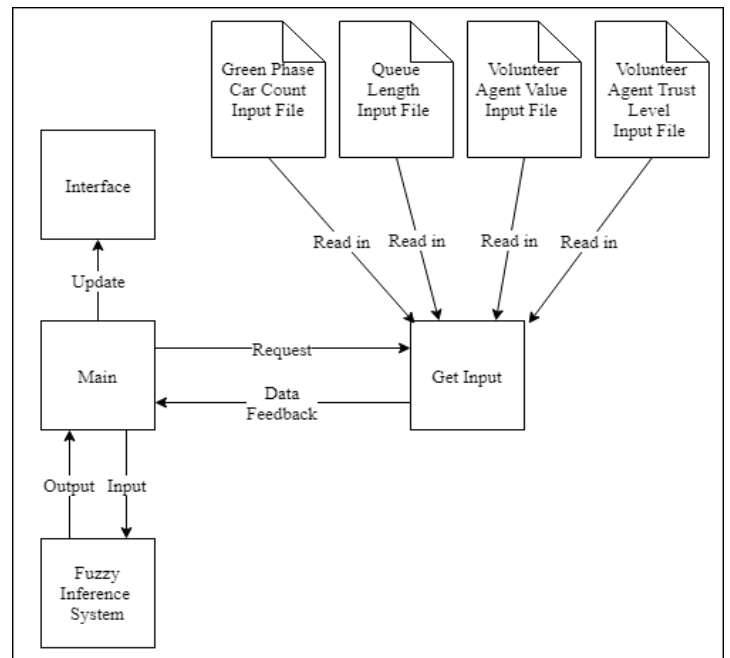 Green Phase
Car Count
Input File
Queue
Length
Input File
Volunteer
Agent Value
Input File
Volunteer
Agent Trust
Level
Input File
Interface
Read in
Read in
Read in
Read in
Update
Main
Request
Get Input
Data
Feedback
Output
Input
Fuzzy
Inference
System